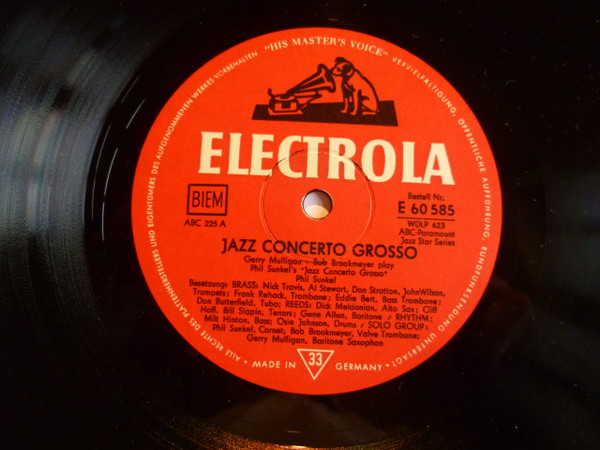 "HIS MASTER'S VOICE"
ALLE RECHTE DES PLATTENHERSTELLERS UND EIGENTÜMERS DES AUFGENOMMENEN WERKES VORBEHALTEN
VERVIELFÄLTIGUNG, ÖFFENTLICHE AUFFÜHRUNG, RUNDFUNKSENDUNG UNTERSAGT
ELECTROLA
BIEM
ABC 225 A
Bestell Nr.
E 60 585
WDLP 623
ABC-Paramount
Jazz Star Series
JAZZ CONCERTO GROSSO
Gerry Mulligan - Bob Brookmeyer play
Phil Sunkel's "Jazz Concerto Grosso"
Phil Sunkel
Besetzung: BRASS: Nick Travis, Al Stewart, Don Stratton, JohnWilson,
Trumpets; Frank Rehack, Trombone; Eddie Bert, Bass Trombone;
Don Butterfield, Tuba; REEDS: Dick Meldonian, Alto Sax; Cliff
Hoff, Bill Slapin, Tenors; Gene Allen, Baritone / RHYTHM:
Milt Hinton, Bass; Osie Johnson, Drums / SOLO GROUP:
Phil Sunkel, Cornet; Bob Brookmeyer, Valve Trombone;
Gerry Mulligan, Baritone Saxophon
MADE IN 33 GERMANY